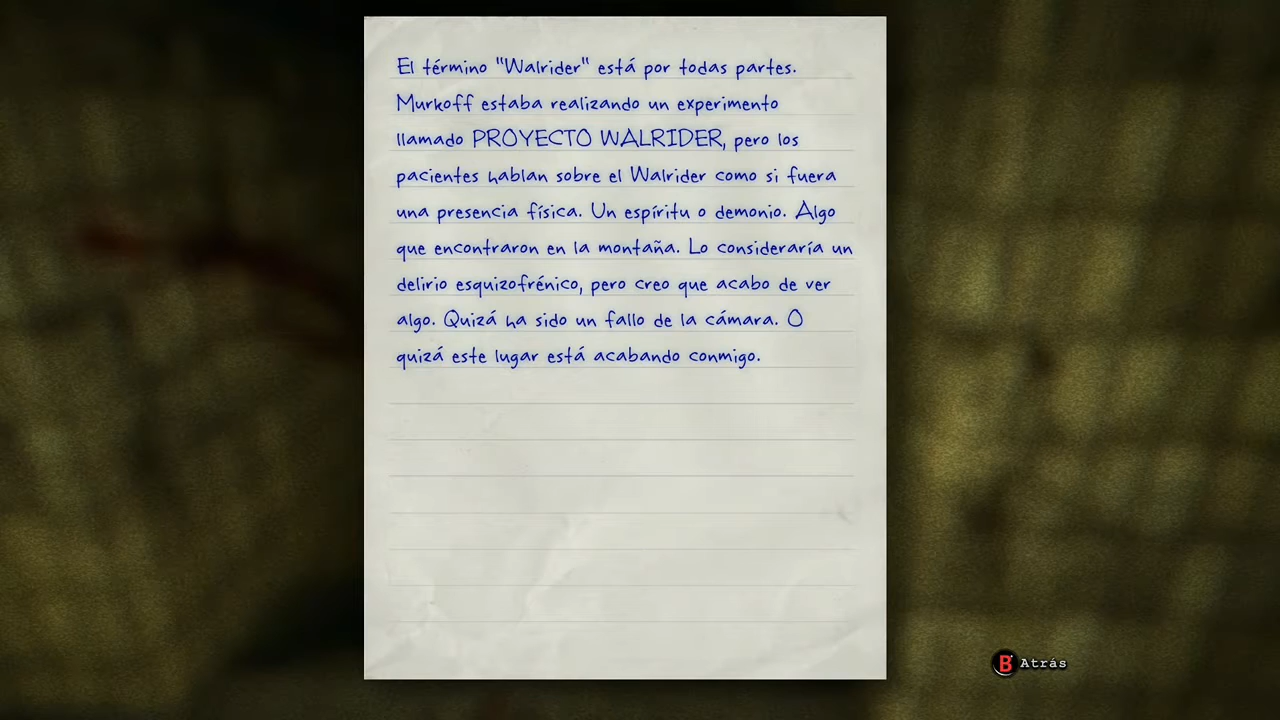 El término "Walrider" está por todas partes.
Murkoff estaba realizando un experimento
llamado PROYECTO WALRIDER, pero los
pacientes hablan sobre el Walrider como si fuera
una presencia física. Un espíritu o demonio. Algo
que encontraron en la montaña. Lo consideraría un
delirio esquizofrénico, pero creo que acabo de ver
algo. Quizá ha sido un fallo de la cámara. O
quizá este lugar está acabando conmigo.
B Atrás